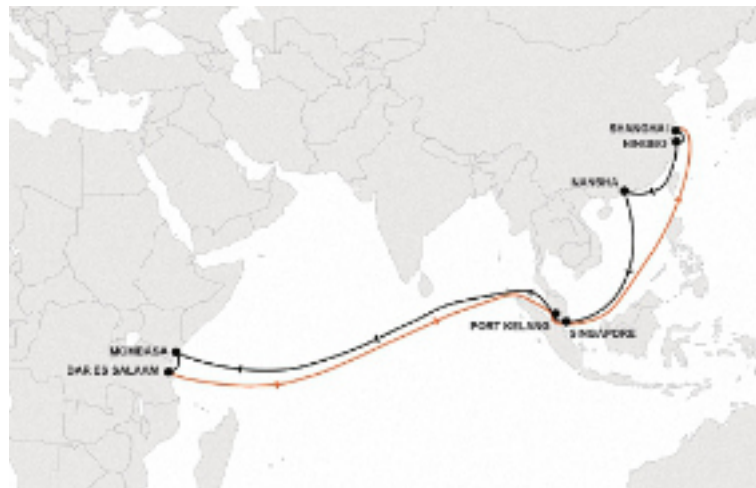 SHANGHAI
NINGBO
NANSHA
PORT KELANG
SINGAPORE
MOMBASA
DAR ES SALAAM